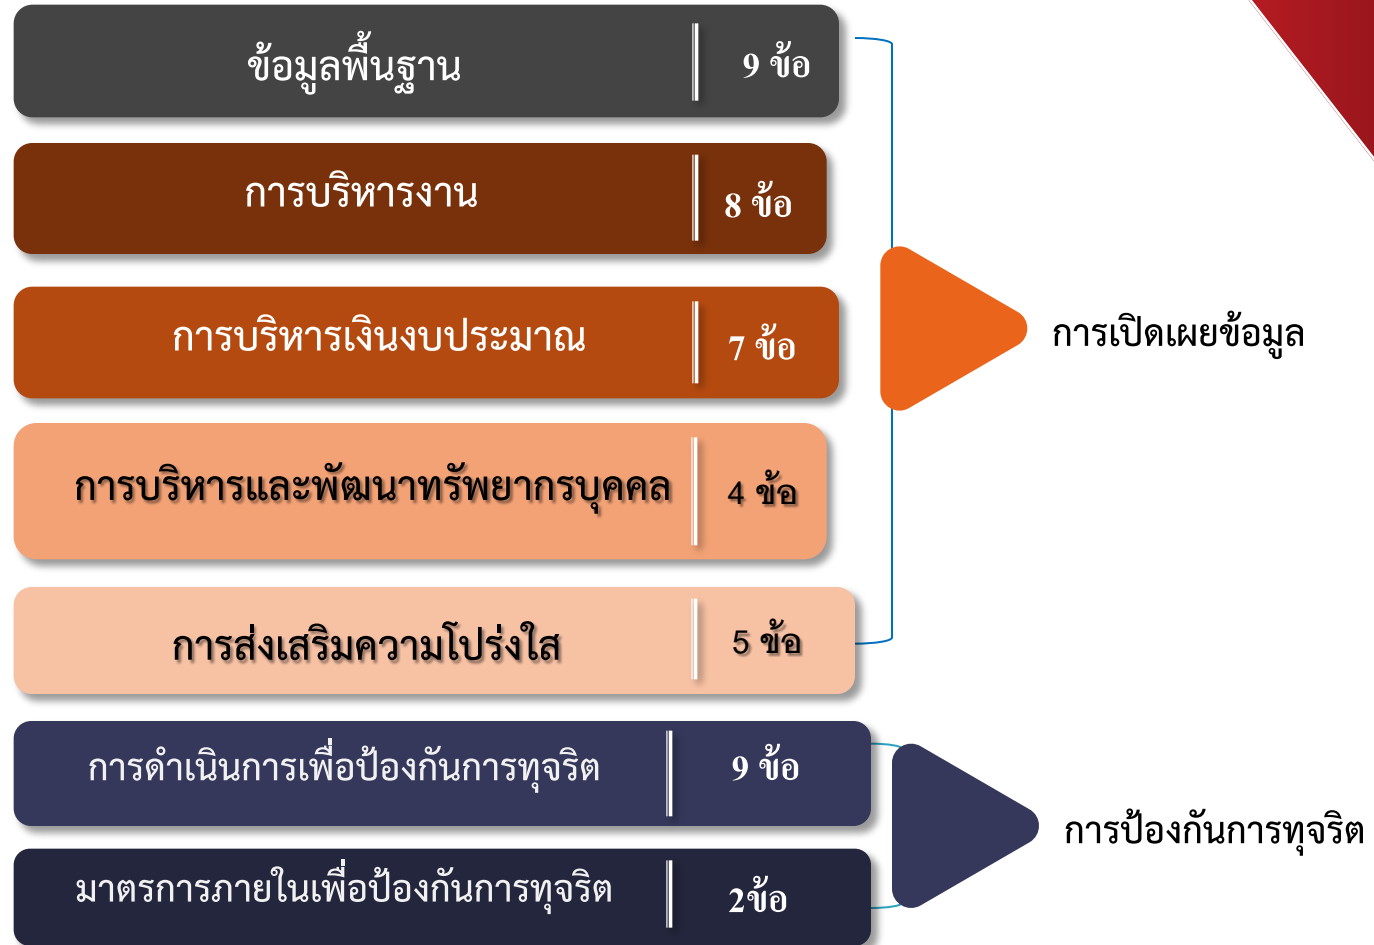 ข้อมูลพื้นฐาน 9 ข้อ
การบริหารงาน 8 ข้อ
การบริหารเงินงบประมาณ 7 ข้อ
การเปิดเผยข้อมูล
การบริหารและพัฒนาทรัพยากรบุคคล 4 ข้อ
การส่งเสริมความโปร่งใส 5 ข้อ
การดำเนินการเพื่อป้องกันการทุจริต 9 ข้อ
การป้องกันการทุจริต
มาตรการภายในเพื่อป้องกันการทุจริต 2ข้อ